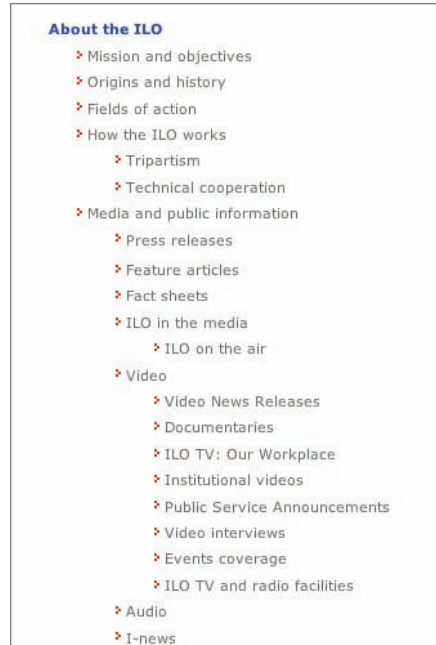 About the ILO
Mission and objectives
Origins and history
Fields of action
How the ILO works
Tripartism
Technical cooperation
Media and public information
Press releases
Feature articles
Fact sheets
ILO in the media
ILO on the air
Video
Video News Releases
Documentaries
ILO TV: Our Workplace
Institutional videos
Public Service Announcements
Video interviews
Events coverage
ILO TV and radio facilities
Audio
I-news